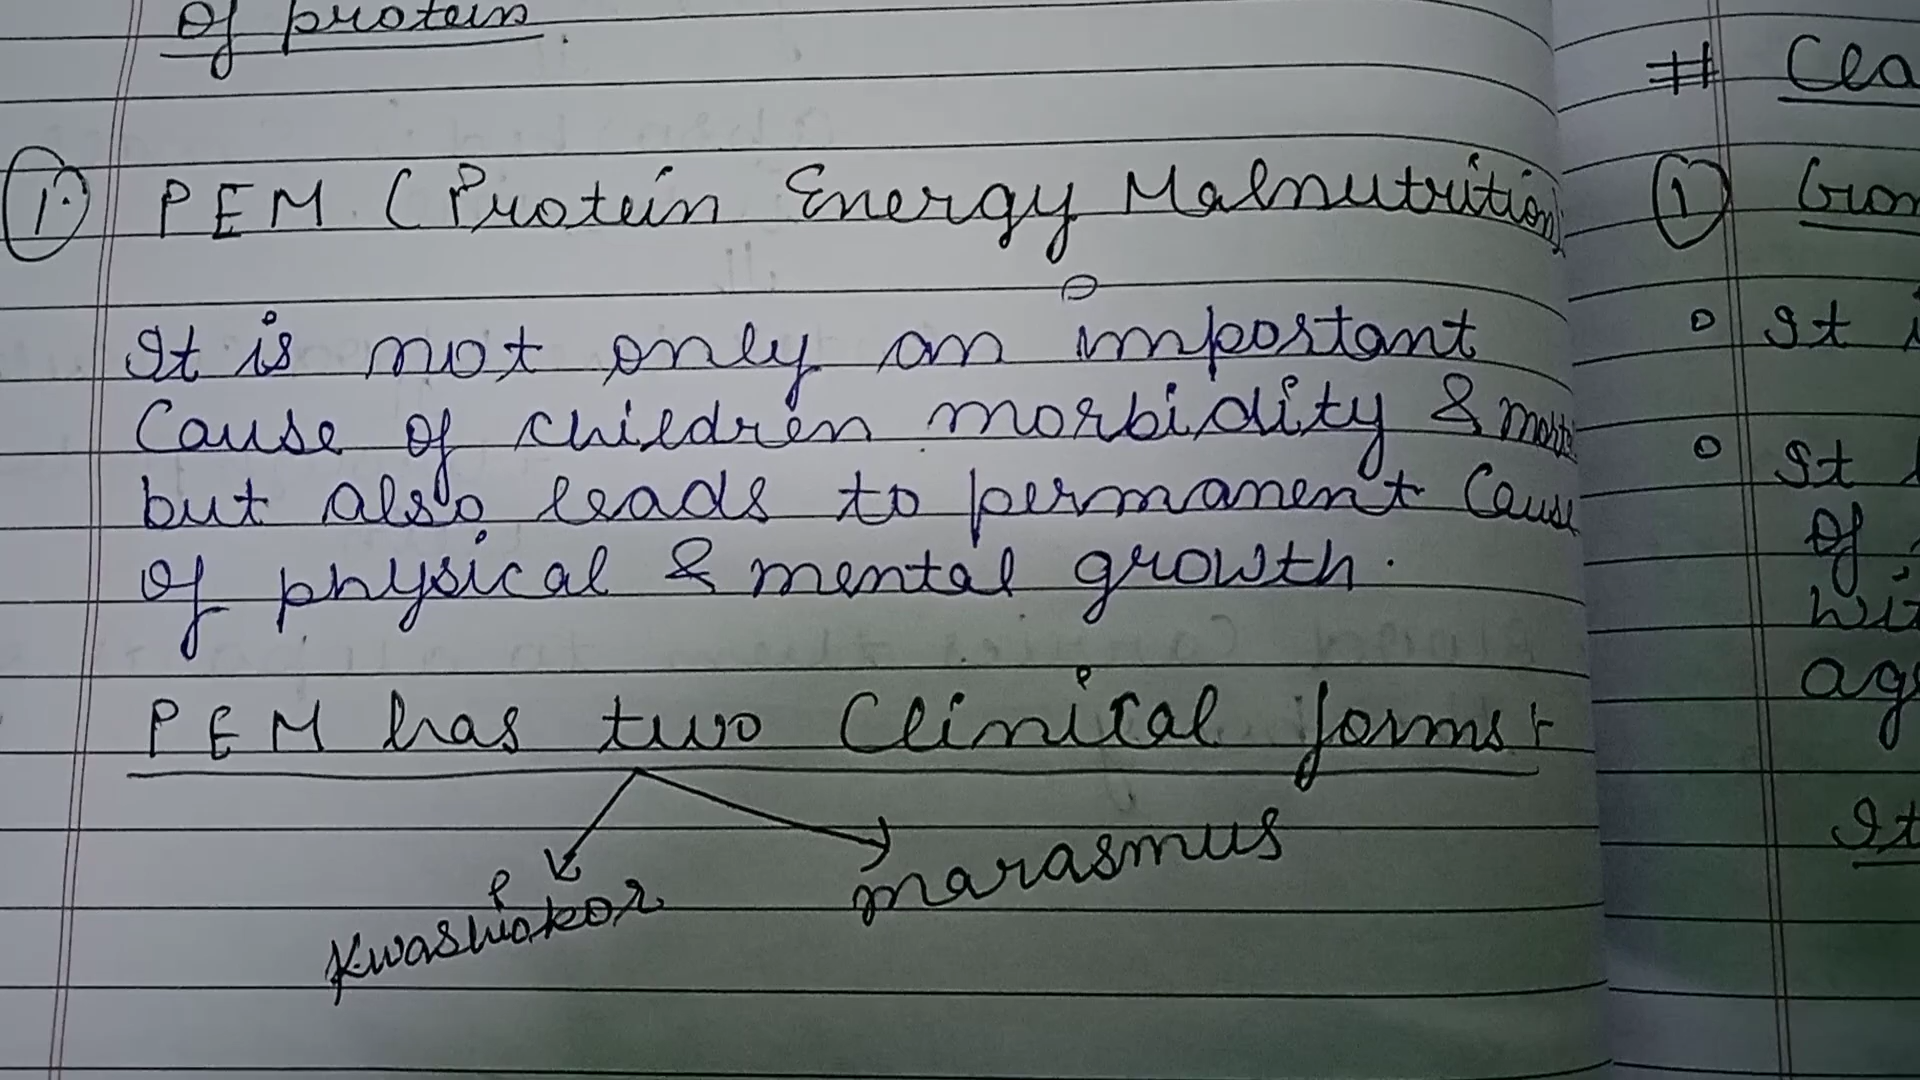 of protein.
1. PEM (Protein Energy Malnutrition)
It is not only an important
Cause of children morbidity &
but also leads to permanent Cause
of physical & mental growth.
PEM has two Clinical forms:-
Kwashiokor
marasmus
# Cla
1
It i
It
of
wit
ag
It